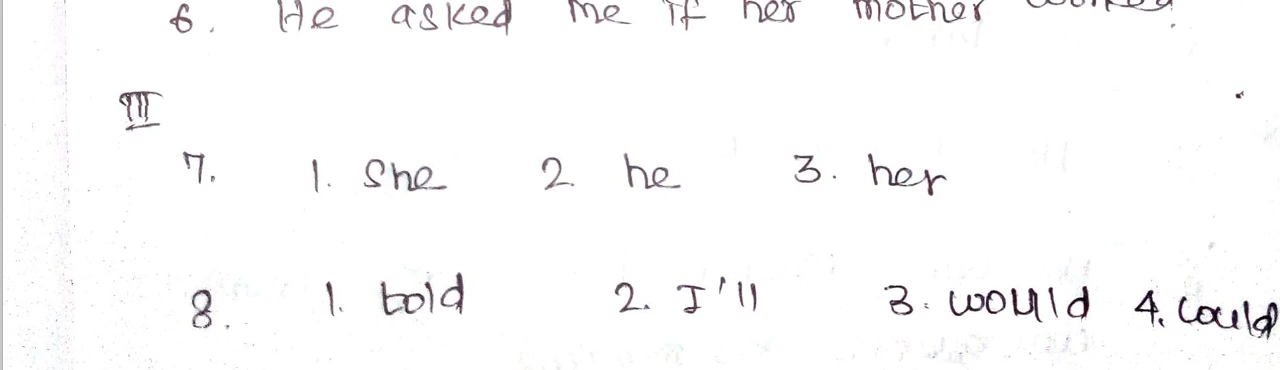 6. He asked me if her mother worked.
III
7. 1. She 2. he 3. her
8. 1. told 2. I'll 3. would 4. could